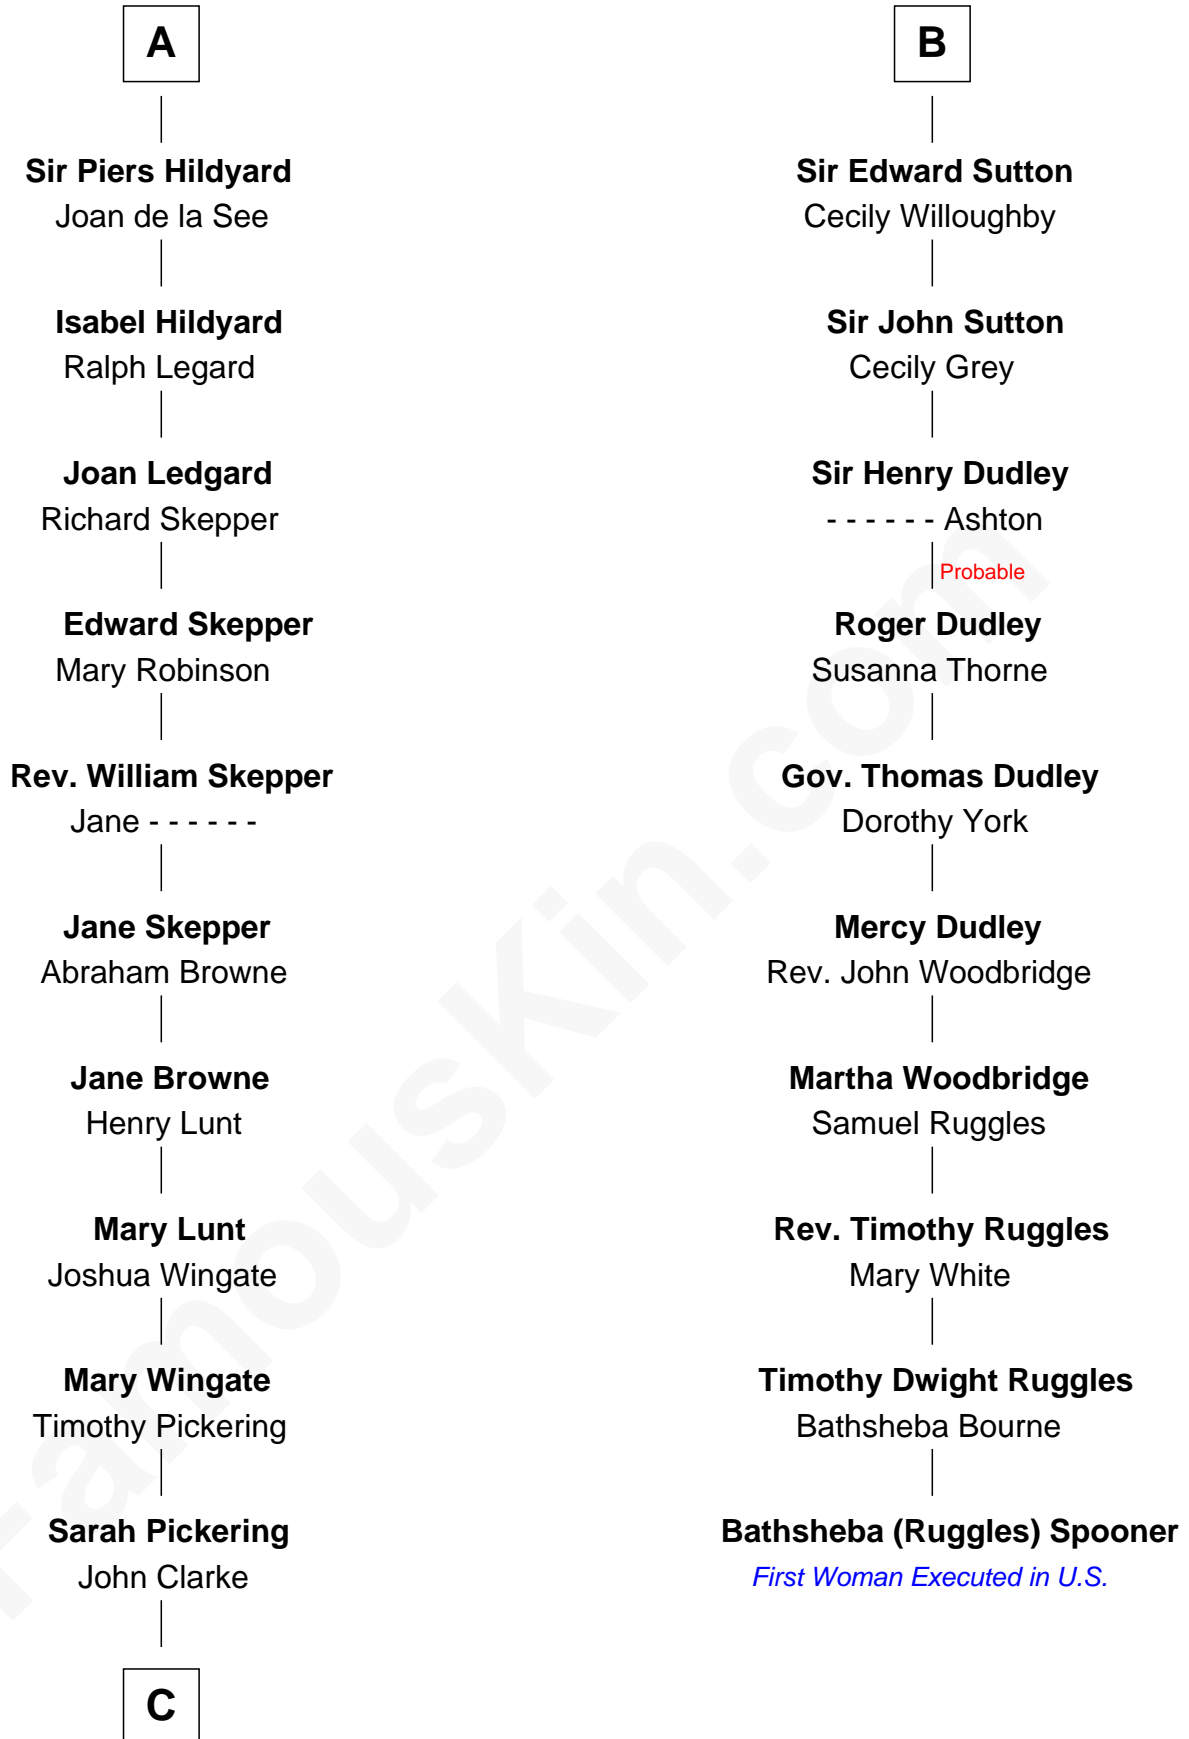 A
Sir Piers Hildyard
Joan de la See
Isabel Hildyard
Ralph Legard
Joan Ledgard
Richard Skepper
Edward Skepper
Mary Robinson
Rev. William Skepper
Jane - - - - - -
Jane Skepper
Abraham Browne
Jane Browne
Henry Lunt
Mary Lunt
Joshua Wingate
Mary Wingate
Timothy Pickering
Sarah Pickering
John Clarke
C
B
Sir Edward Sutton
Cecily Willoughby
Sir John Sutton
Cecily Grey
Sir Henry Dudley
- - - - - - Ashton
Probable
Roger Dudley
Susanna Thorne
Gov. Thomas Dudley
Dorothy York
Mercy Dudley
Rev. John Woodbridge
Martha Woodbridge
Samuel Ruggles
Rev. Timothy Ruggles
Mary White
Timothy Dwight Ruggles
Bathsheba Bourne
Bathsheba (Ruggles) Spooner
First Woman Executed in U.S.
FamousKin.com